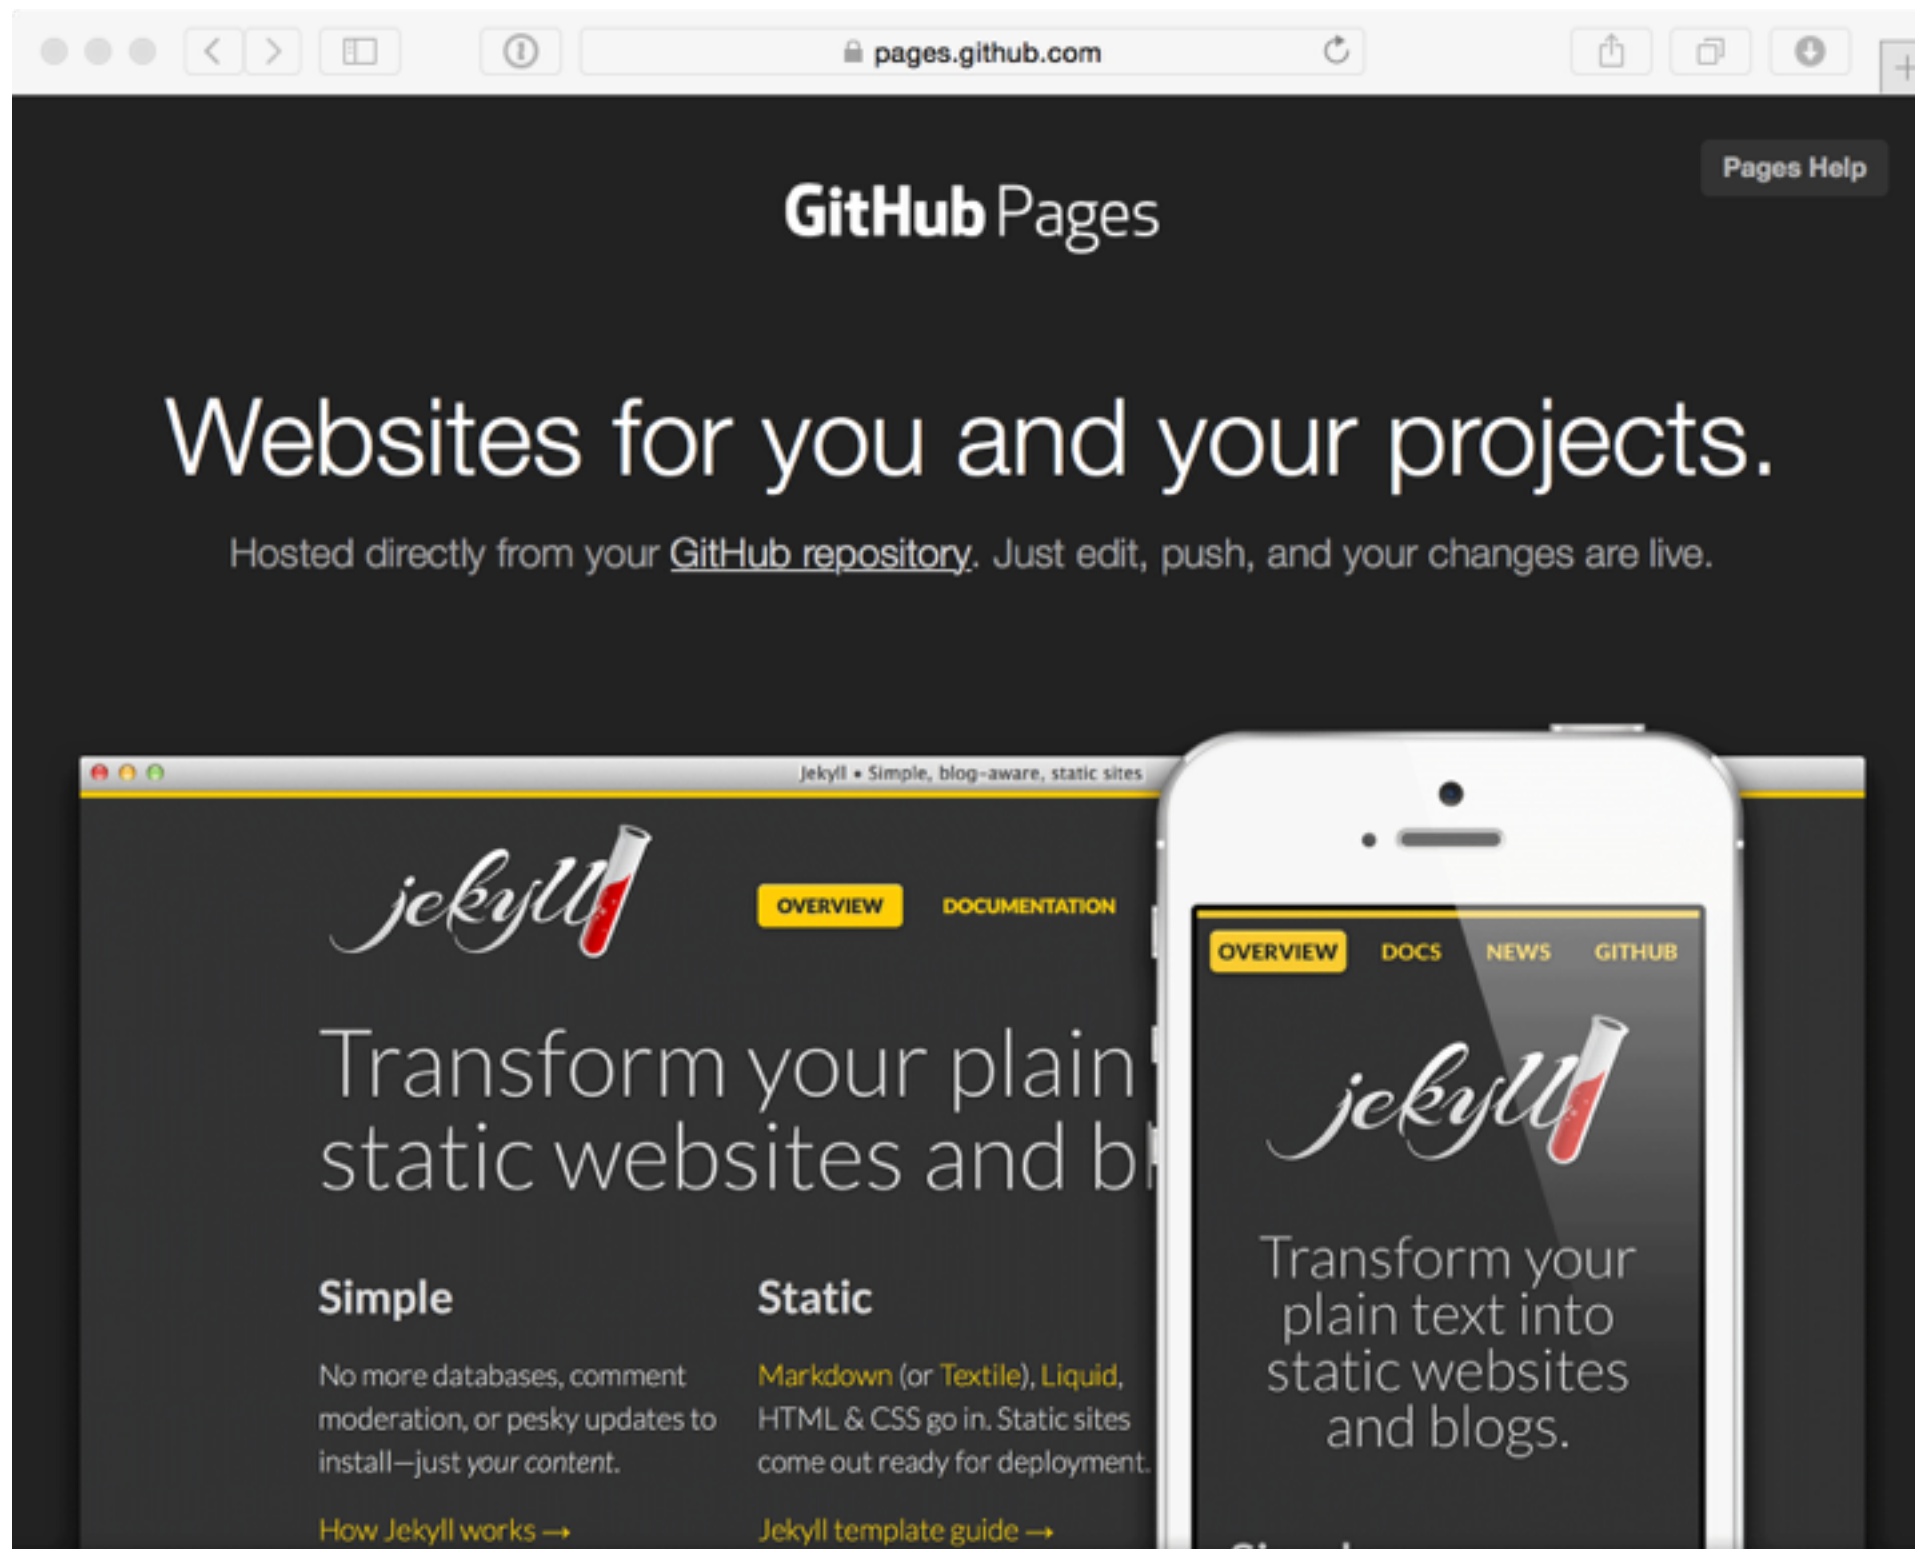 pages.github.com
Pages Help
GitHub Pages
Websites for you and your projects.
Hosted directly from your GitHub repository. Just edit, push, and your changes are live.
Jekyll • Simple, blog-aware, static sites
jekyll
OVERVIEW DOCUMENTATION
Transform your plain
static websites and bl
Simple
No more databases, comment
moderation, or pesky updates to
install—just your content.
How Jekyll works →
Static
Markdown (or Textile), Liquid,
HTML & CSS go in. Static sites
come out ready for deployment.
Jekyll template guide →
OVERVIEW DOCS NEWS GITHUB
jekyll
Transform your
plain text into
static websites
and blogs.